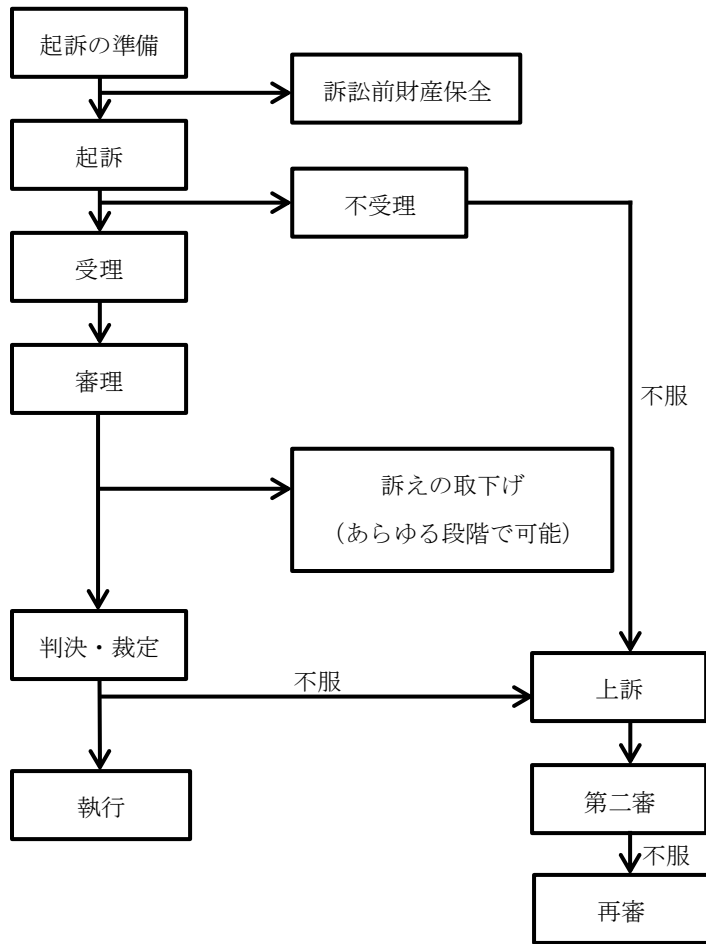 起訴の準備
訴訟前財産保全
起訴
不受理
受理
審理
不服
訴えの取下げ
（あらゆる段階で可能）
判決・裁定
不服
上訴
執行
第二審
不服
再審